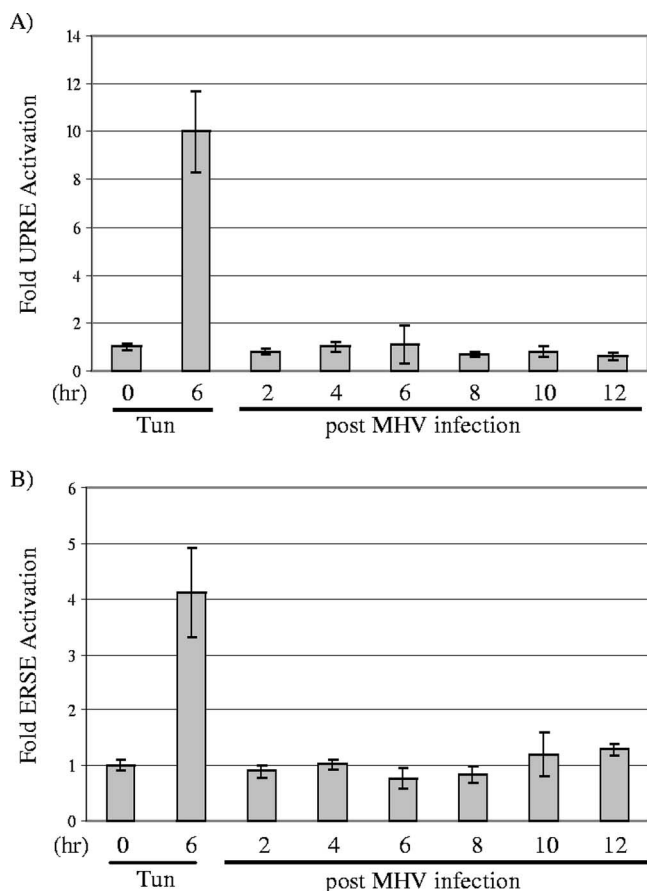 A)
14
12
10
8
6
4
2
0
Fold UPRE Activation
(hr) 0 6 2 4 6 8 10 12
Tun post MHV infection
B)
6
5
4
3
2
1
0
Fold ERSE Activation
(hr) 0 6 2 4 6 8 10 12
Tun post MHV infection